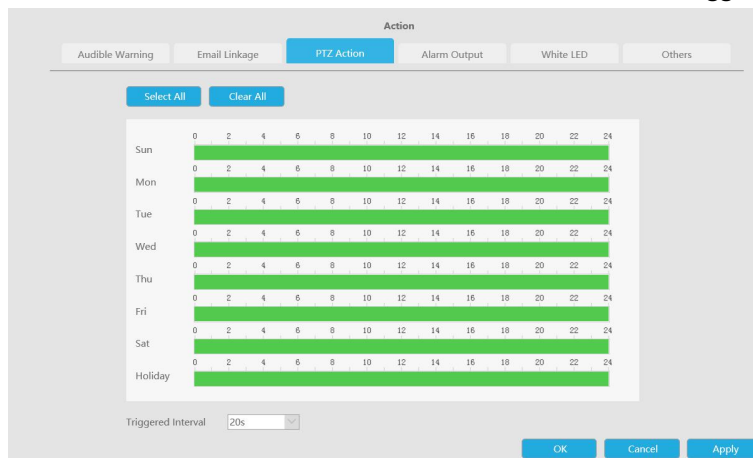 Action
Audible Warning Email Linkage PTZ Action Alarm Output White LED Others
Select All Clear All
0 2 4 6 8 10 12 14 16 18 20 22 24
Sun
0 2 4 6 8 10 12 14 16 18 20 22 24
Mon
0 2 4 6 8 10 12 14 16 18 20 22 24
Tue
0 2 4 6 8 10 12 14 16 18 20 22 24
Wed
0 2 4 6 8 10 12 14 16 18 20 22 24
Thu
0 2 4 6 8 10 12 14 16 18 20 22 24
Fri
0 2 4 6 8 10 12 14 16 18 20 22 24
Sat
0 2 4 6 8 10 12 14 16 18 20 22 24
Holiday
Triggered Interval 20s
OK Cancel Apply